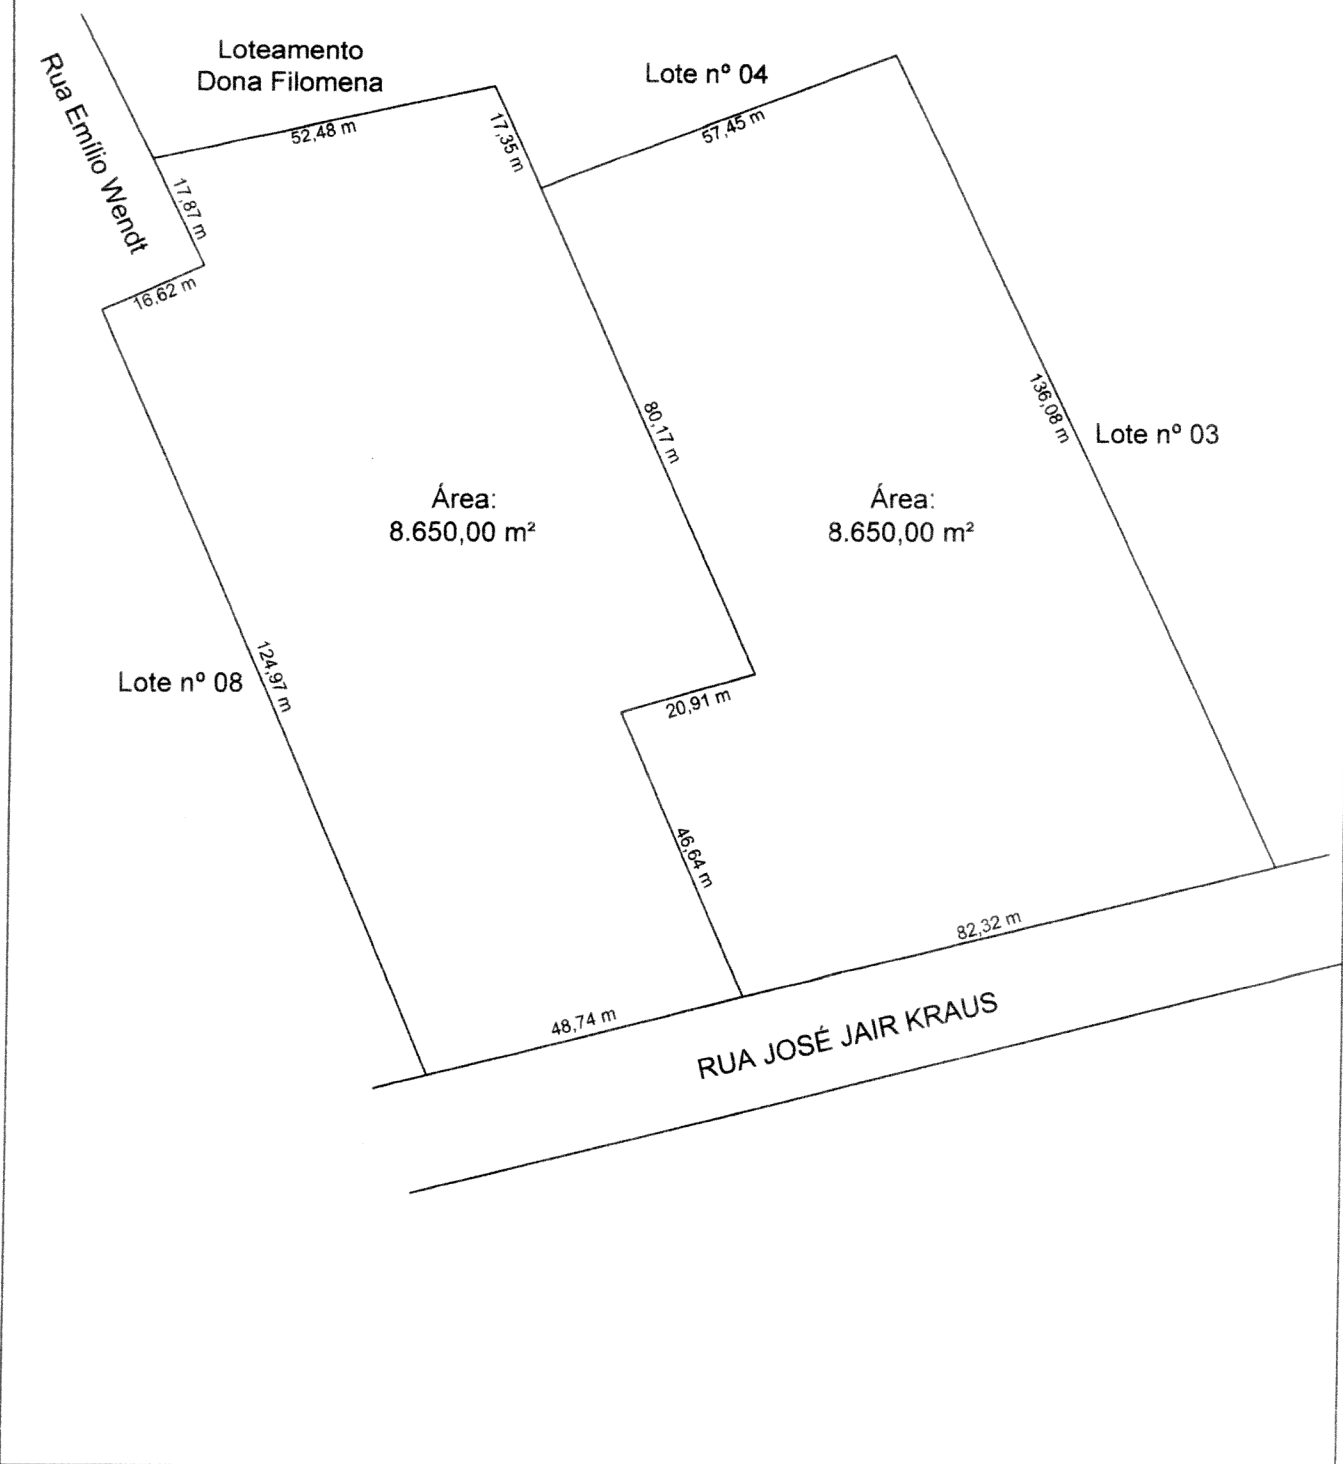 Loteamento
Dona Filomena
Lote nº 04
Rua Emílio Wendt
52,48 m
17,35 m
57,45 m
17,87 m
16,62 m
136,08 m
80,17 m
Lote nº 03
Área:
8.650,00 m²
Área:
8.650,00 m²
124,97 m
Lote nº 08
20,91 m
46,64 m
82,32 m
48,74 m
RUA JOSÉ JAIR KRAUS